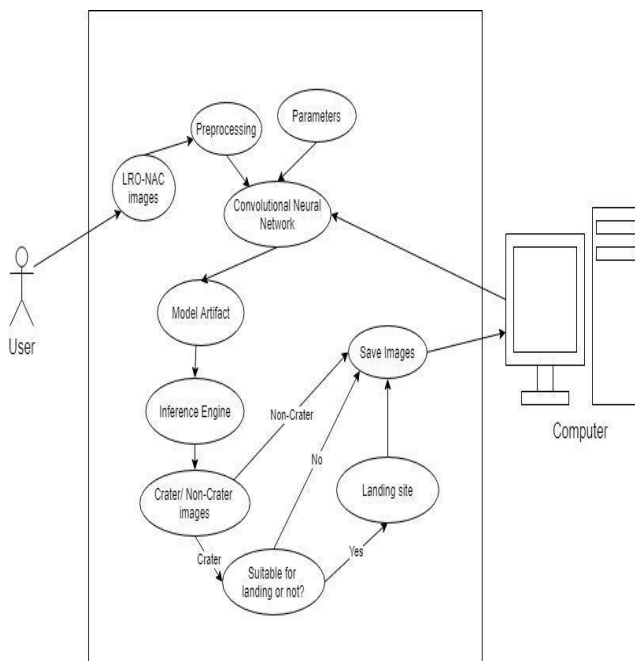 Preprocessing
Parameters
LRO-NAC
images
Convolutional Neural
Network
User
Model Artifact
Save Images
Inference Engine
Non-Crater
Computer
No
Crater/ Non-Crater
images
Landing site
Crater
Yes
Suitable for
landing or not?